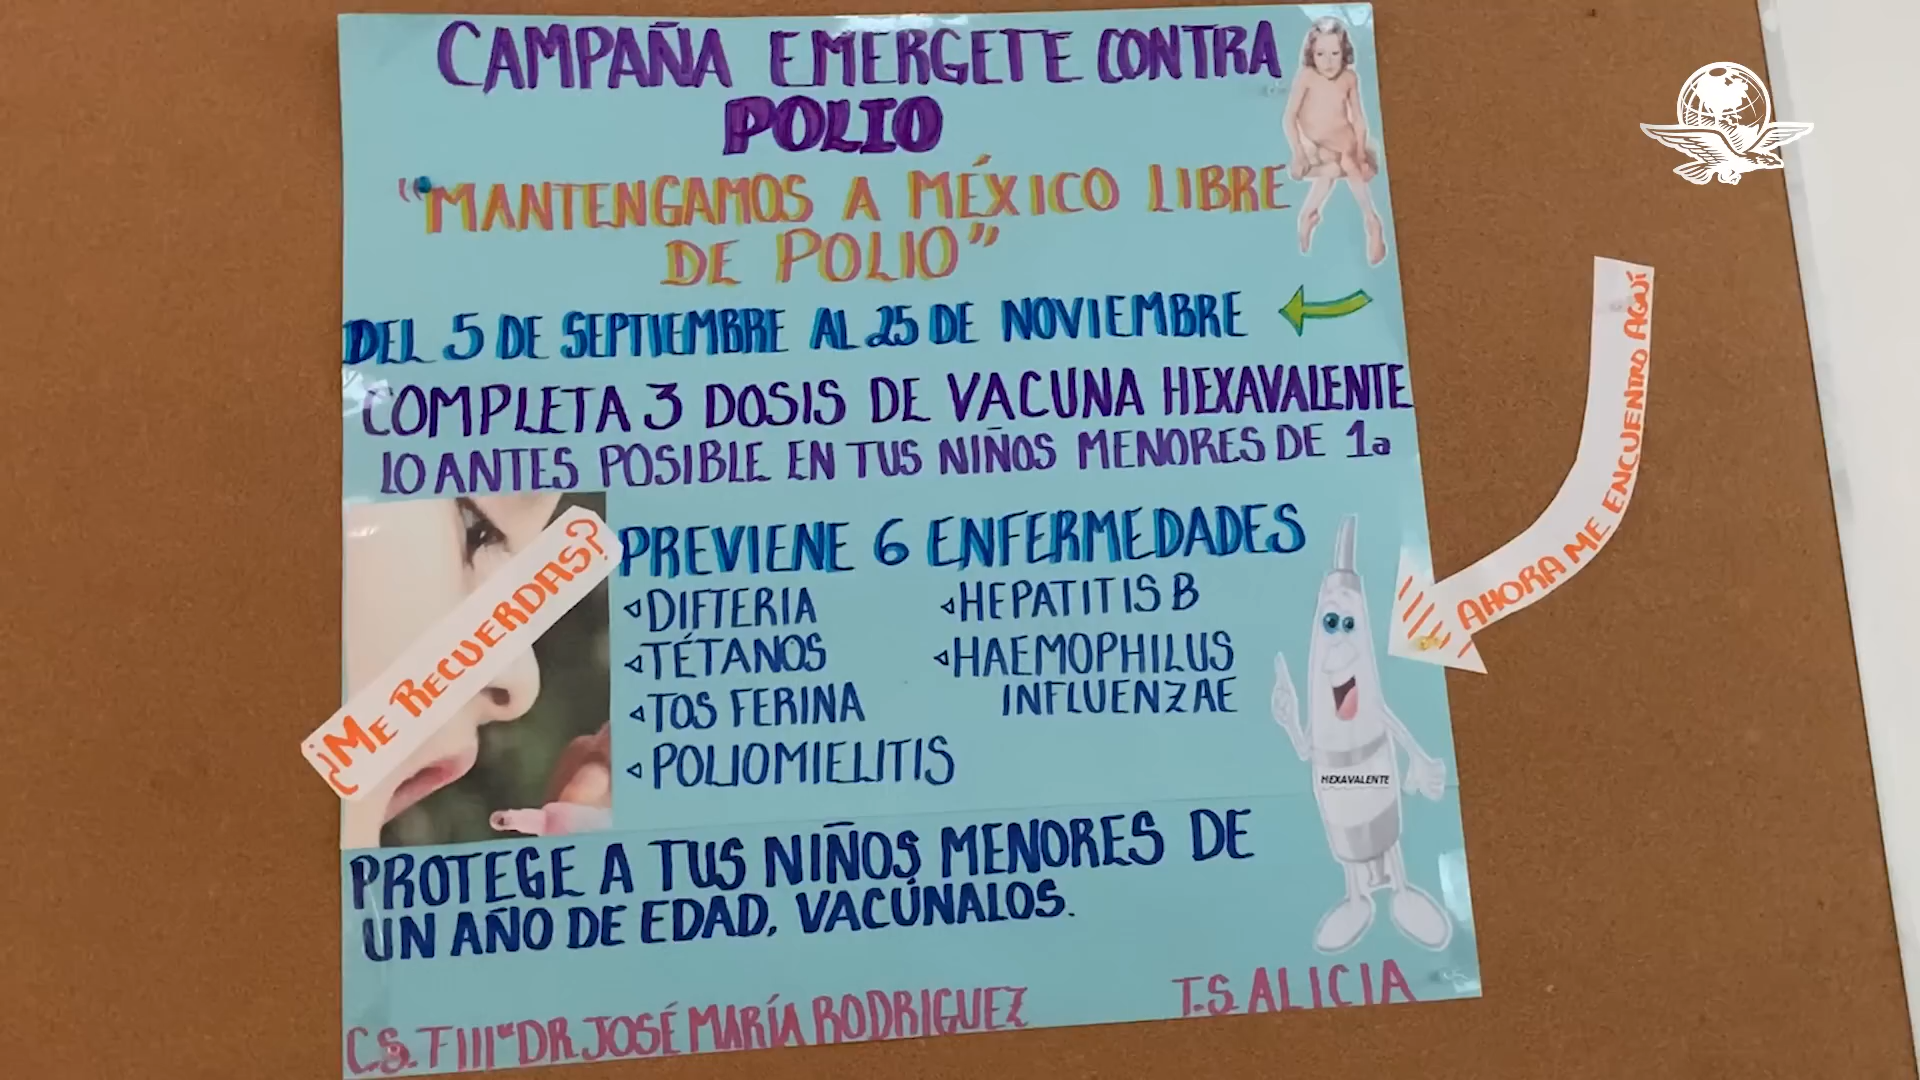 CAMPAÑA EMERGETE CONTRA
POLIO
"MANTENGAMOS A MÉXICO LIBRE
DE POLIO"
DEL 5 DE SEPTIEMBRE AL 25 DE NOVIEMBRE
COMPLETA 3 DOSIS DE VACUNA HEXAVALENTE
LO ANTES POSIBLE EN TUS NIÑOS MENORES DE 1a
¿ME RECUERDAS?
PREVIENE 6 ENFERMEDADES
DIFTERIA
TÉTANOS
TOS FERINA
POLIOMIELITIS
HEPATITIS B
HAEMOPHILUS
INFLUENZAE
AHORA ME ENCUENTRO AQUÍ
HEXAVALENTE
PROTEGE A TUS NIÑOS MENORES DE
UN AÑO DE EDAD, VACÚNALOS.
C.S. T III DR. JOSÉ MARÍA RODRIGUEZ
T.S. ALICIA